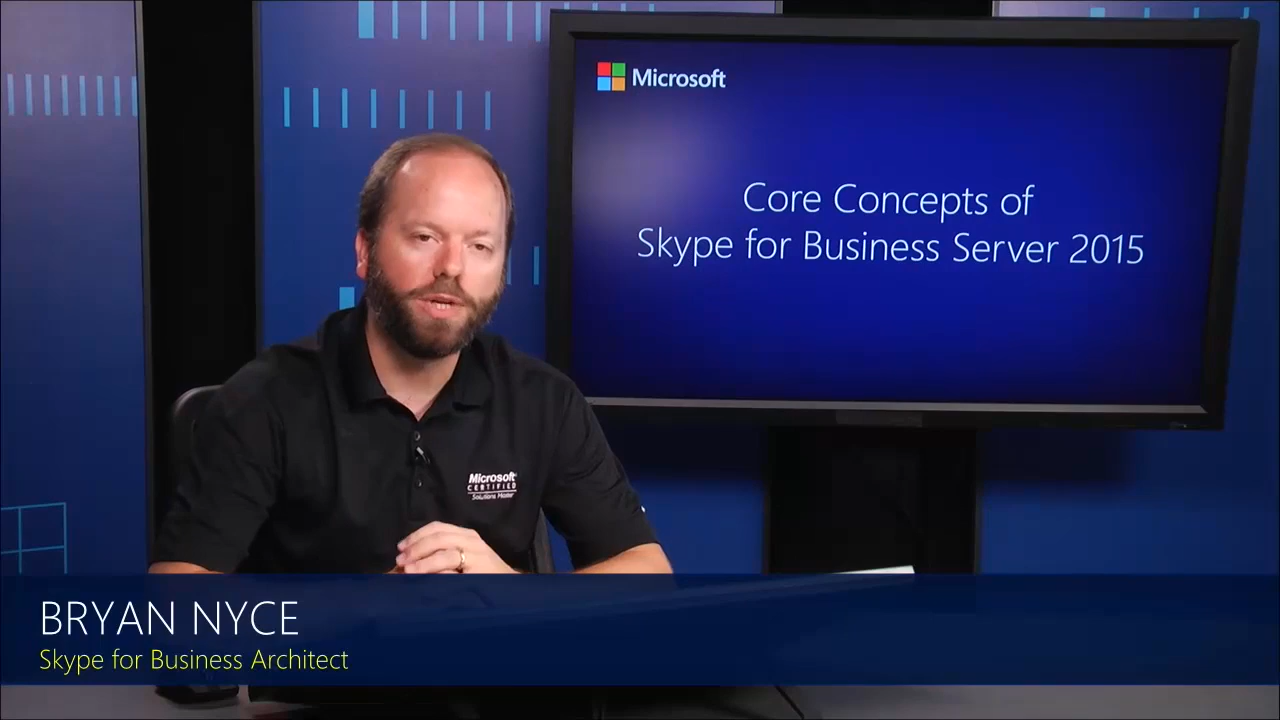 Microsoft
Core Concepts of
Skype for Business Server 2015
Microsoft
CERTIFIED
Solutions Master
BRYAN NYCE
Skype for Business Architect